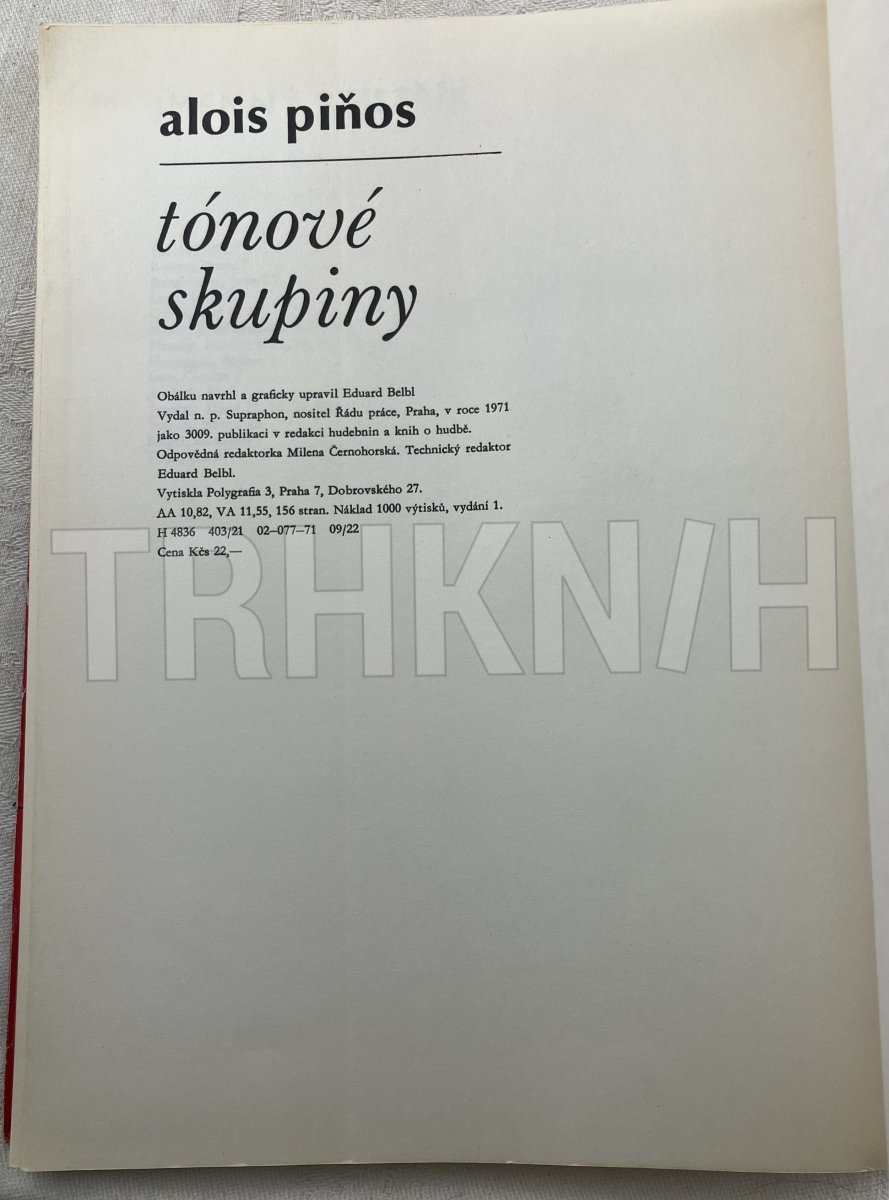 alois piňos
tónové
skupiny
Obálku navrhl a graficky upravil Eduard Belbl
Vydal n. p. Supraphon, nositel Řádu práce, Praha, v roce 1971
jako 3009. publikaci v redakci hudebnin a knih o hudbě.
Odpovědná redaktorka Milena Černohorská. Technický redaktor
Eduard Belbl.
Vytiskla Polygrafia 3, Praha 7, Dobrovského 27.
AA 10,82, VA 11,55, 156 stran. Náklad 1000 výtisků, vydání 1.
H 4836 403/21 02–077–71 09/22
Cena Kčs 22,—
TRHKN/H